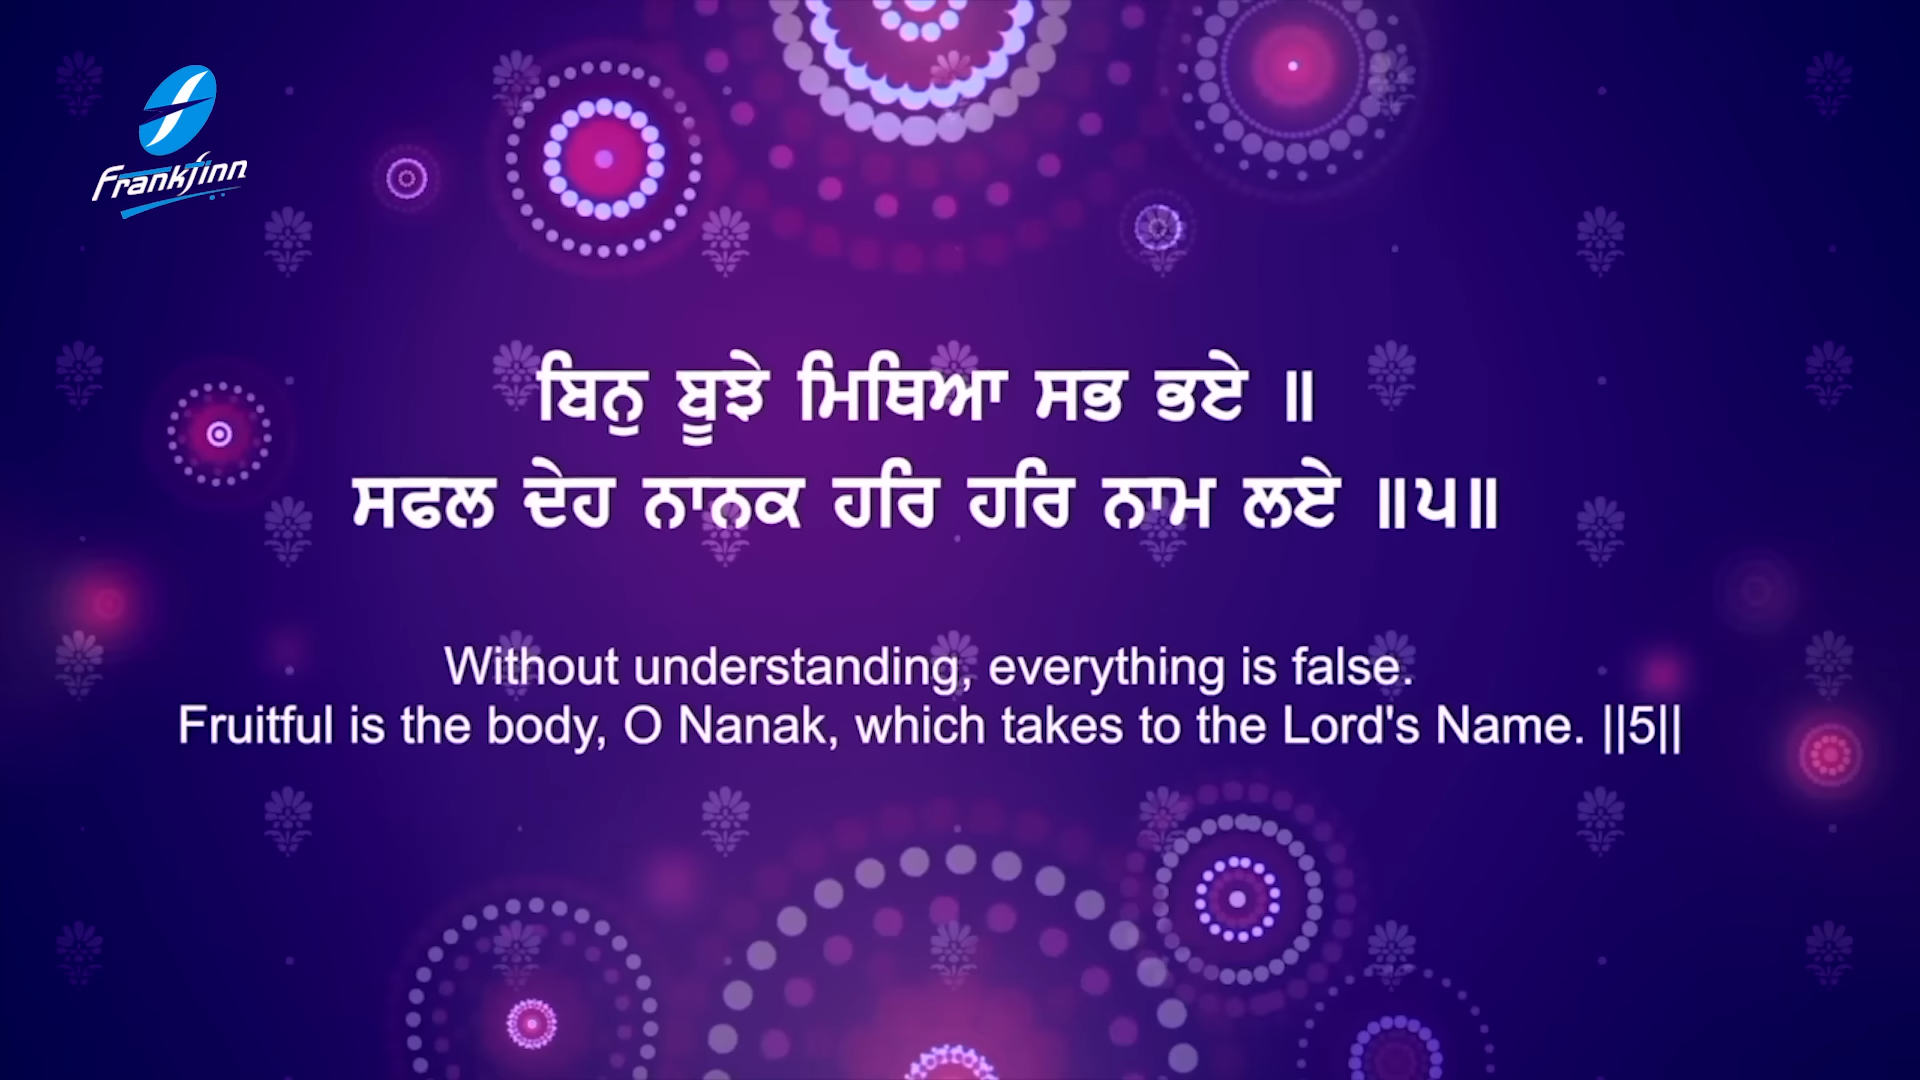 Frankfinn
ਬਿਨੁ ਬੂਝੇ ਮਿਥਿਆ ਸਭ ਭਏ ॥
ਸਫਲ ਦੇਹ ਨਾਨਕ ਹਰਿ ਹਰਿ ਨਾਮ ਲਏ ॥੫॥
Without understanding, everything is false.
Fruitful is the body, O Nanak, which takes to the Lord's Name. ||5||